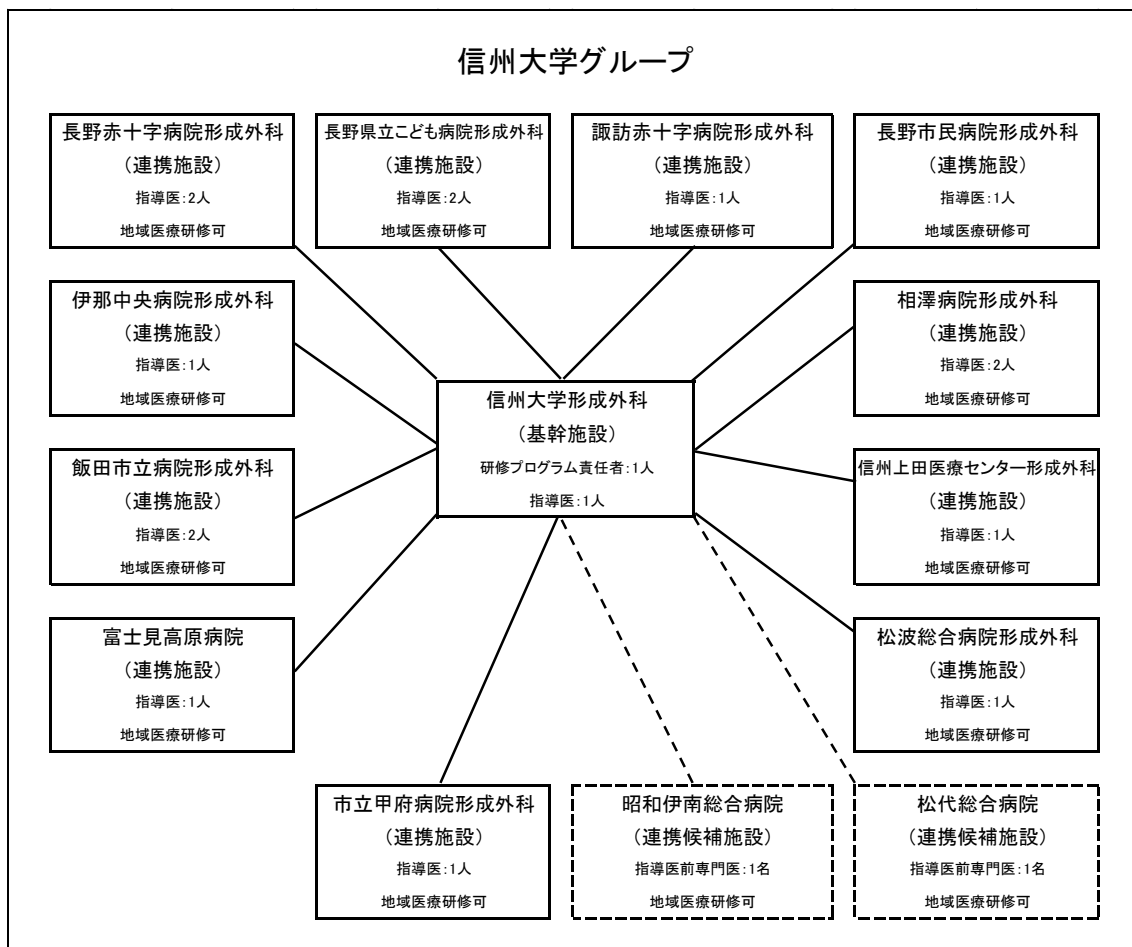 信州大学グループ
長野赤十字病院形成外科
(連携施設)
指導医:2人
地域医療研修可
長野県立こども病院形成外科
(連携施設)
指導医:2人
地域医療研修可
諏訪赤十字病院形成外科
(連携施設)
指導医:1人
地域医療研修可
長野市民病院形成外科
(連携施設)
指導医:1人
地域医療研修可
伊那中央病院形成外科
(連携施設)
指導医:1人
地域医療研修可
相澤病院形成外科
(連携施設)
指導医:2人
地域医療研修可
信州大学形成外科
(基幹施設)
研修プログラム責任者:1人
指導医:1人
飯田市立病院形成外科
(連携施設)
指導医:2人
地域医療研修可
信州上田医療センター形成外科
(連携施設)
指導医:1人
地域医療研修可
富士見高原病院
(連携施設)
指導医:1人
地域医療研修可
松波総合病院形成外科
(連携施設)
指導医:1人
地域医療研修可
市立甲府病院形成外科
(連携施設)
指導医:1人
地域医療研修可
昭和伊南総合病院
(連携候補施設)
指導医前専門医:1名
地域医療研修可
松代総合病院
(連携候補施設)
指導医前専門医:1名
地域医療研修可